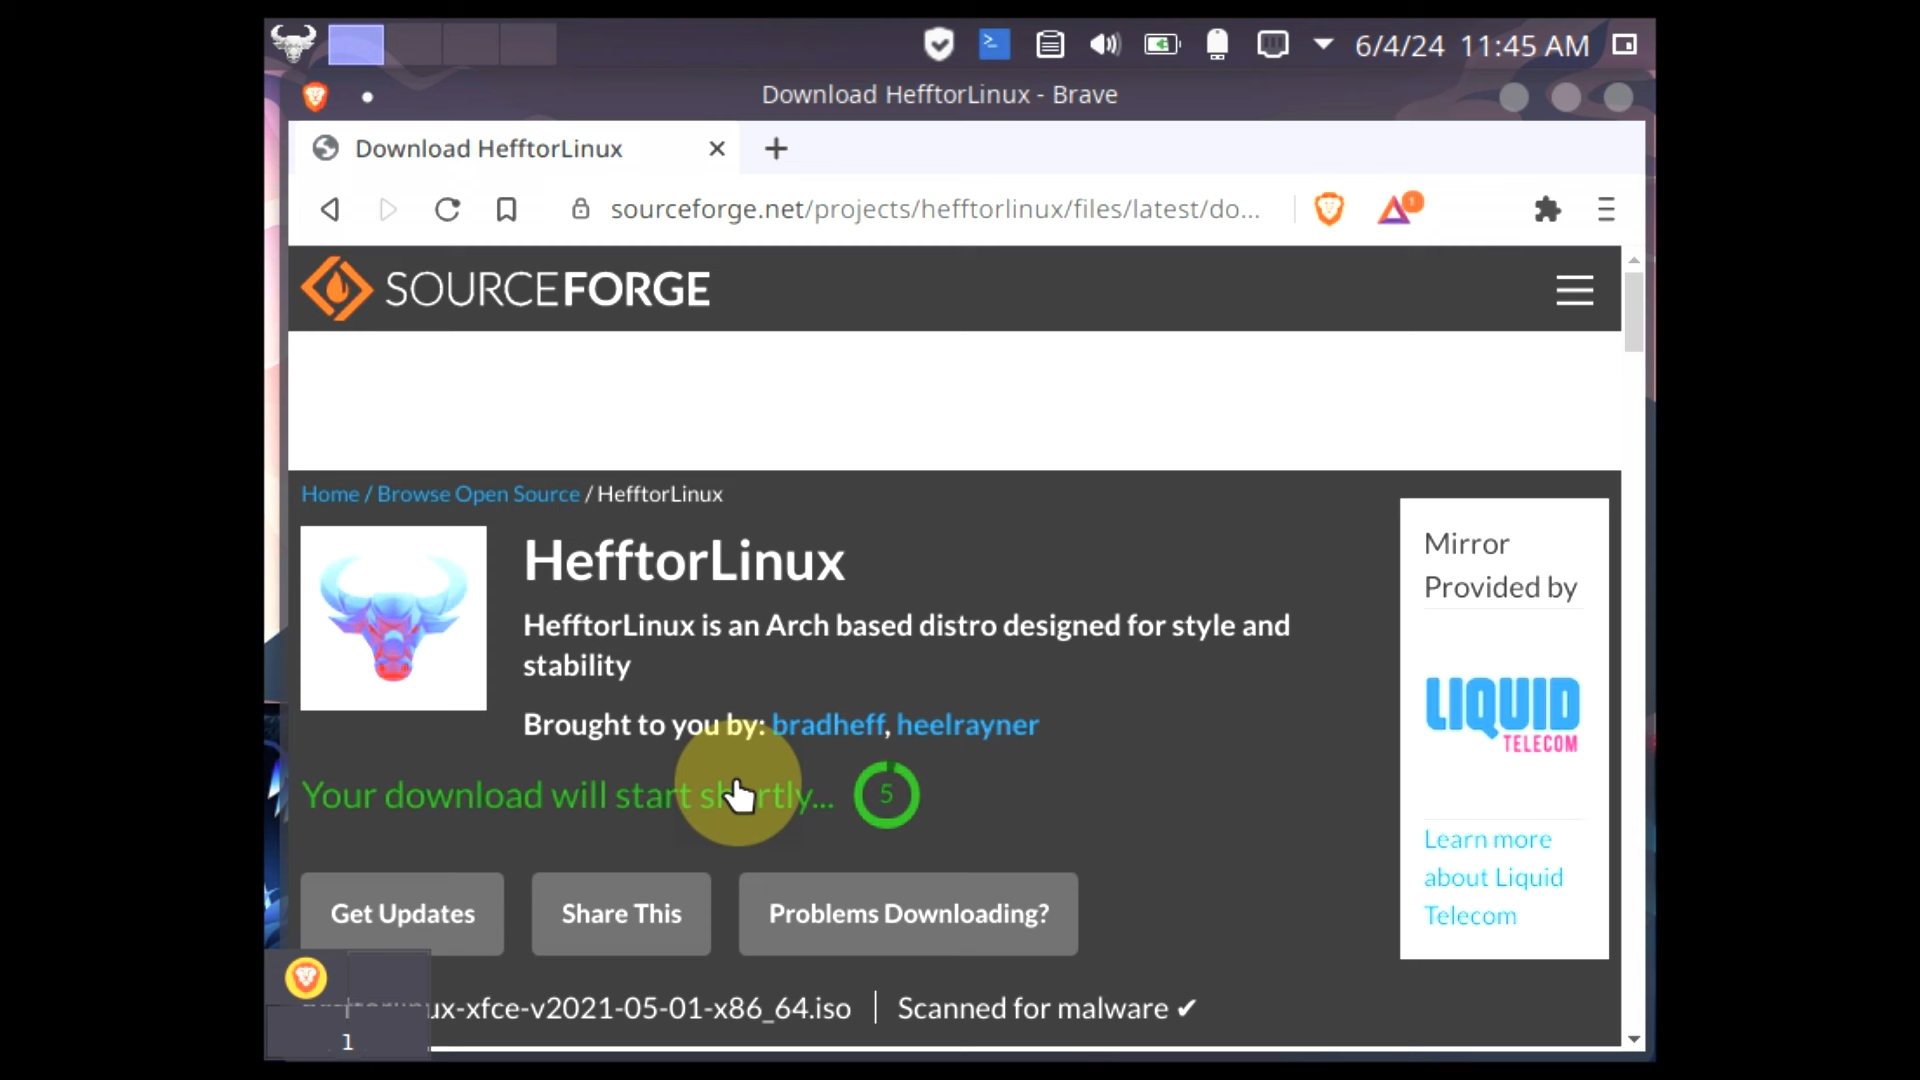 6/4/24 11:45 AM
Download HefftorLinux - Brave
Download HefftorLinux
sourceforge.net/projects/hefftorlinux/files/latest/do...
1
SOURCEFORGE
Home / Browse Open Source / HefftorLinux
HefftorLinux
HefftorLinux is an Arch based distro designed for style and
stability
Brought to you by: bradheff, heelrayner
Your download will start shortly... 5
Get Updates
Share This
Problems Downloading?
Mirror
Provided by
LIQUID
TELECOM
Learn more
about Liquid
Telecom
ux-xfce-v2021-05-01-x86_64.iso | Scanned for malware ✔
1